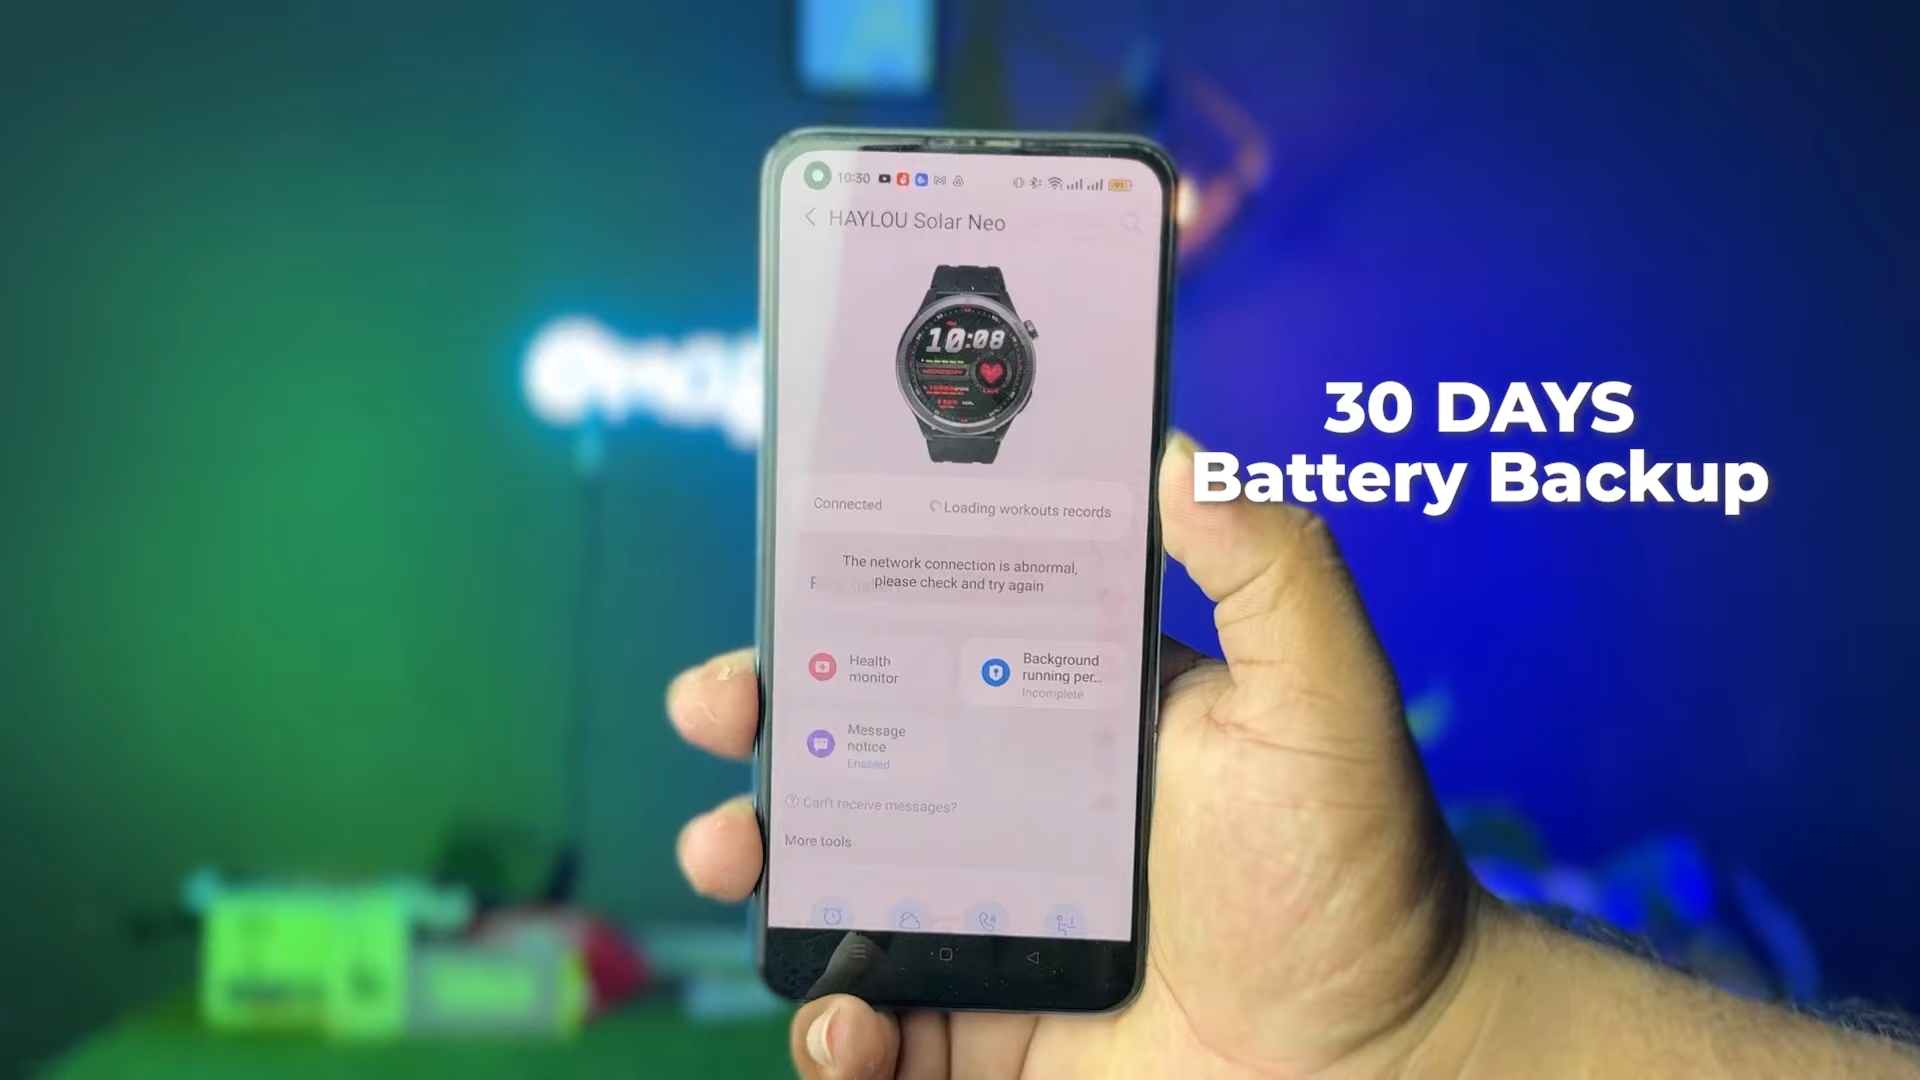 10:30
91
HAYLOU Solar Neo
10:08
WEDNESDAY
Connected
Loading workouts records
The network connection is abnormal,
please check and try again
Health
monitor
Background
running per...
Incomplete
Message
notice
Enabled
Can't receive messages?
More tools
30 DAYS
Battery Backup